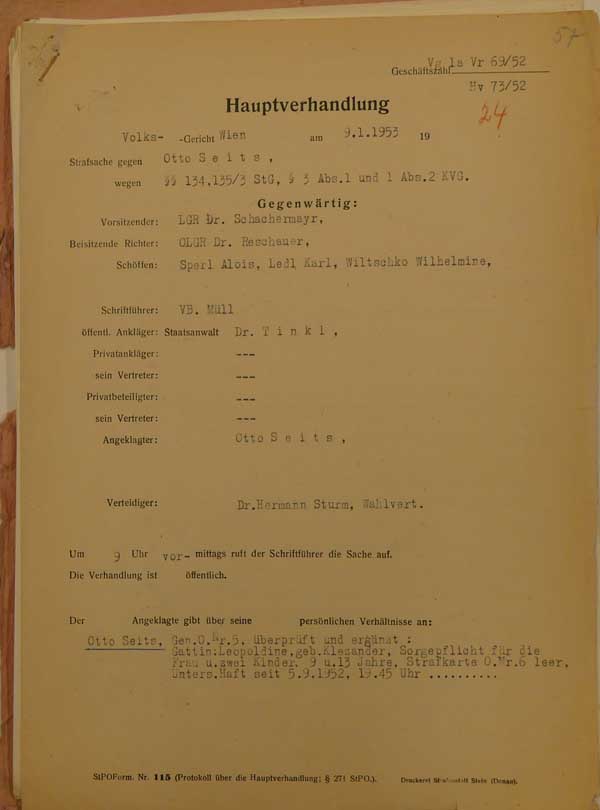 57
Vg 1a Vr 69/52
Geschäftszahl
Hv 73/52
24
Hauptverhandlung
Volks- -Gericht Wien am 9.1.1953 19
Strafsache gegen Otto S e i t s ,
wegen §§ 134,135/3 StG, § 3 Abs.1 und 1 Abs.2 KVG.
Gegenwärtig:
Vorsitzender: LGR Dr. Schachermayr,
Beisitzende Richter: OLGR Dr. Reschauer,
Schöffen: Sperl Alois, Ledl Karl, Wiltschko Wilhelmine,
Schriftführer: VB. Müll
öffentl. Ankläger: Staatsanwalt Dr. T i n k l ,
Privatankläger: ---
sein Vertreter: ---
Privatbeteiligter: ---
sein Vertreter: ---
Angeklagter: Otto S e i t s ,
Verteidiger: Dr.Hermann Sturm, Wahlvert.
Um 9 Uhr vor- mittags ruft der Schriftführer die Sache auf.
Die Verhandlung ist öffentlich.
Der Angeklagte gibt über seine persönlichen Verhältnisse an:
Otto Seits, Gen.O.Nr.5. überprüft und ergänzt :
Gattin:Leopoldine,geb.Klezander, Sorgepflicht für die
Frau u.zwei Kinder. 9 u.13 Jahre, Strafkarte O.Nr.6 leer,
Unters.Haft seit 5.9.1952, 19.45 Uhr ..........
StPOForm. Nr. 115 (Protokoll über die Hauptverhandlung; § 271 StPO.). Druckerei Strafanstalt Stein (Donau).